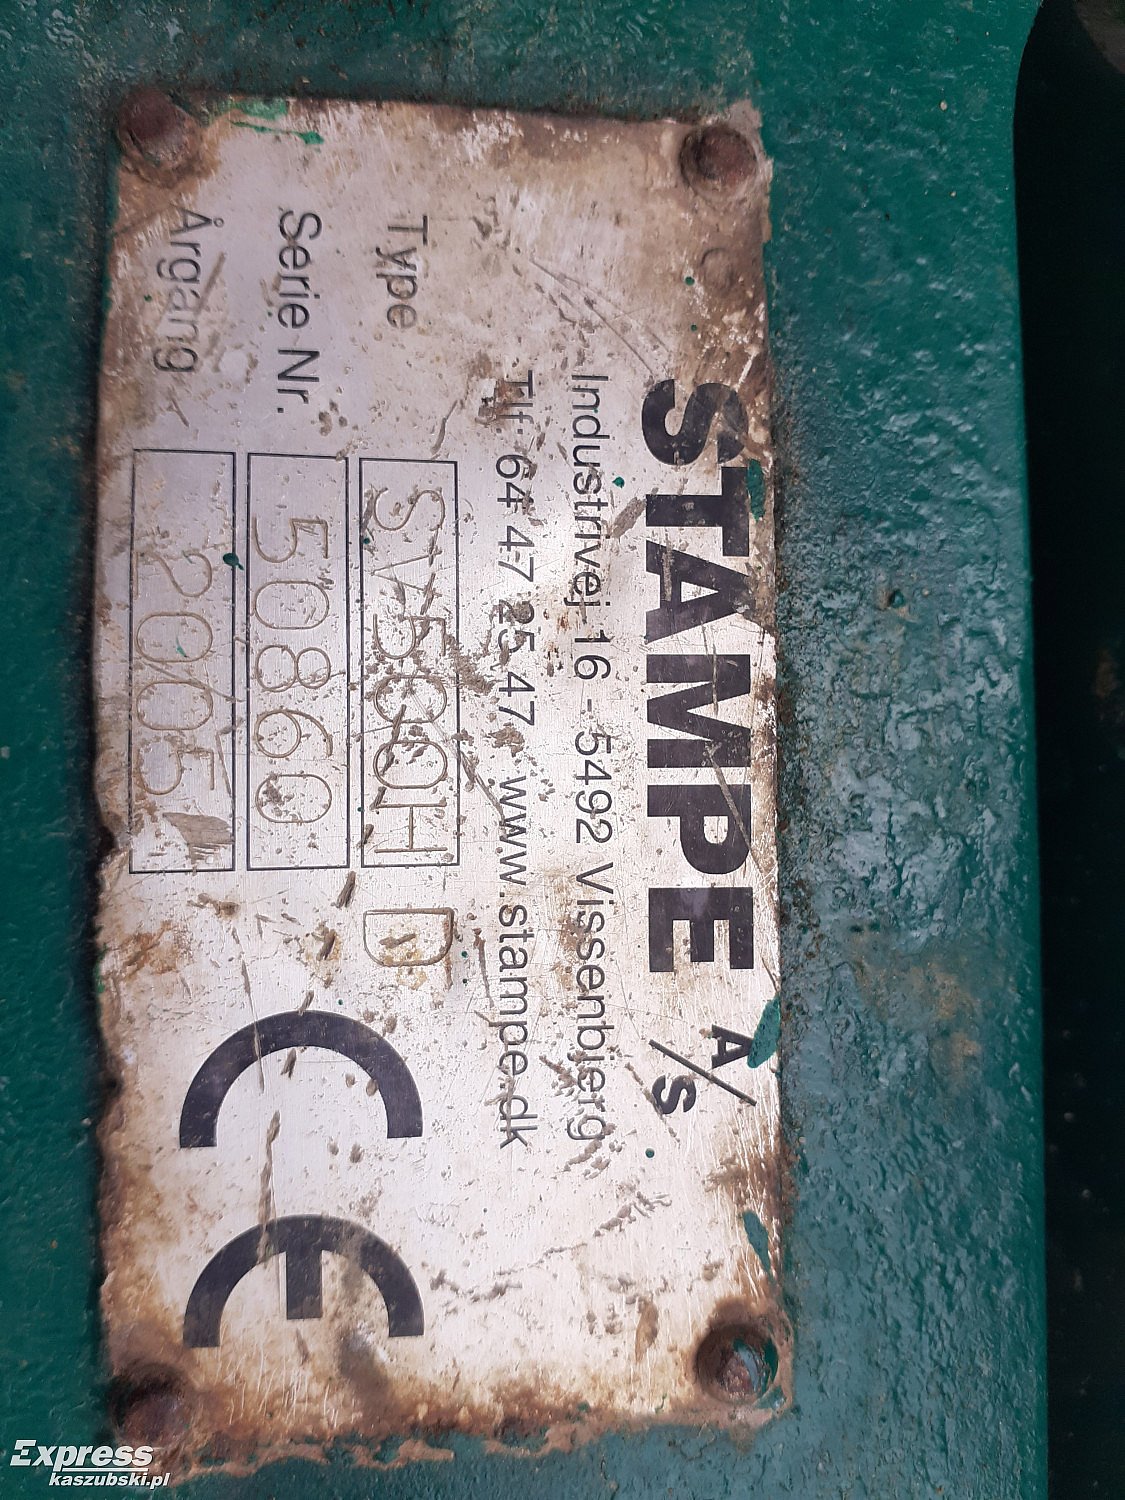 STAMPE A/S
Industrivej 16 - 5492 Vissenbjerg
Tlf. 64 47 25 47 - www.stampe.dk
Type SV500H D
Serie Nr. 50860
Årgang 2005
CE
Express
kaszubski.pl